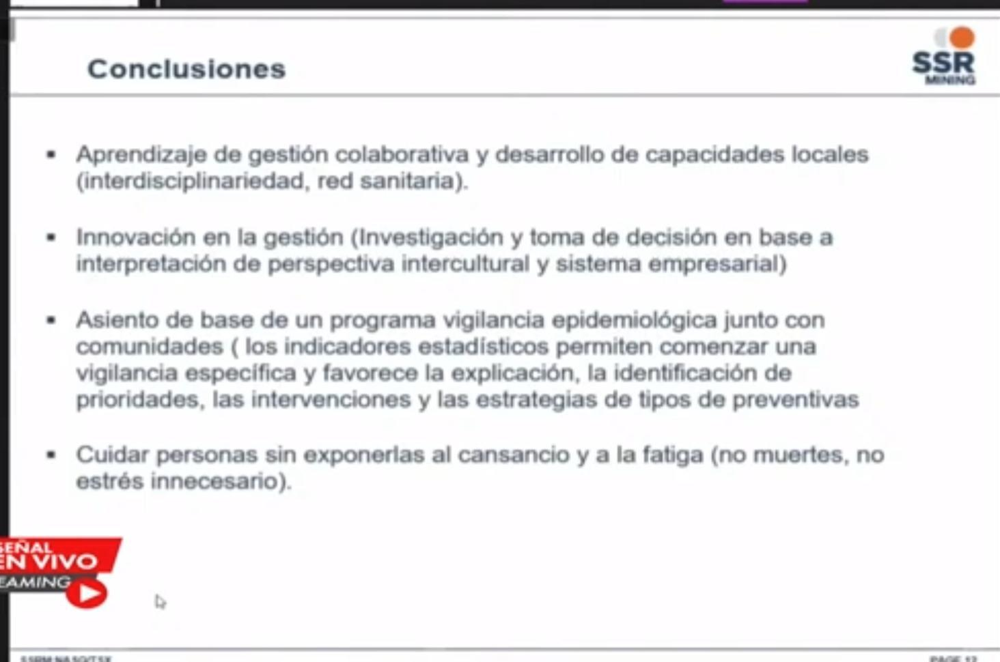 Conclusiones
SSR
MINING
▪ Aprendizaje de gestión colaborativa y desarrollo de capacidades locales
(interdisciplinariedad, red sanitaria).
▪ Innovación en la gestión (Investigación y toma de decisión en base a
interpretación de perspectiva intercultural y sistema empresarial)
▪ Asiento de base de un programa vigilancia epidemiológica junto con
comunidades ( los indicadores estadísticos permiten comenzar una
vigilancia específica y favorece la explicación, la identificación de
prioridades, las intervenciones y las estrategias de tipos de preventivas
▪ Cuidar personas sin exponerlas al cansancio y a la fatiga (no muertes, no
estrés innecesario).
SEÑAL
EN VIVO
EAMING
PAGE 12